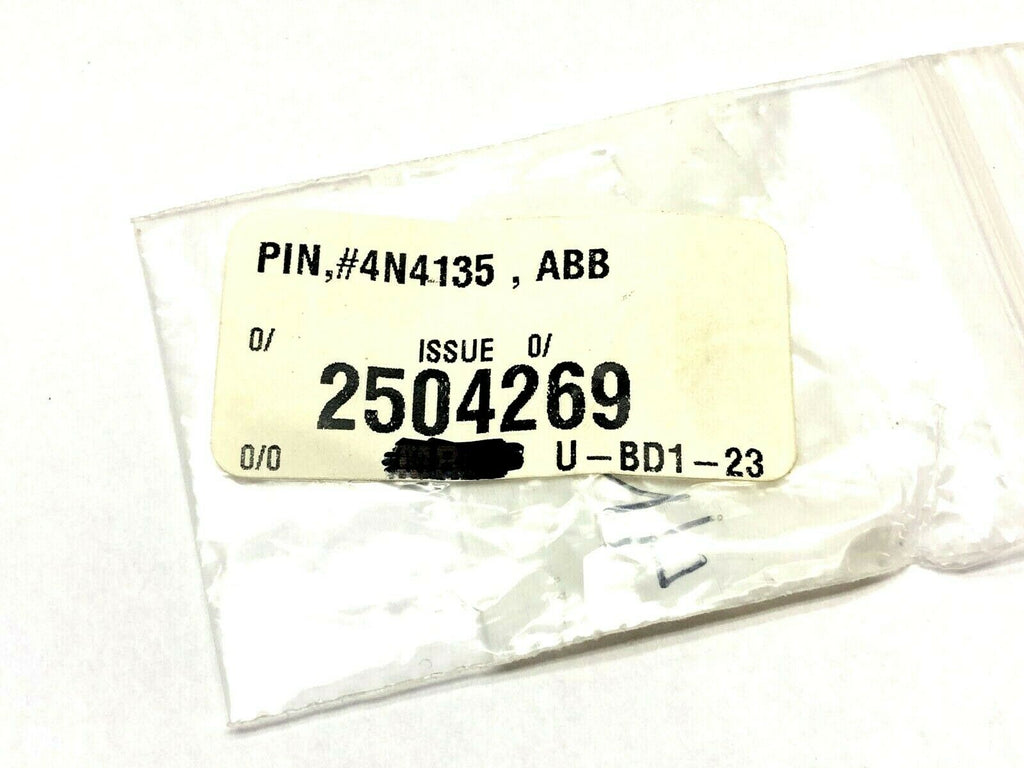 PIN,#4N4135 , ABB
0/ ISSUE 0/
2504269
0/0 U-BD1-23